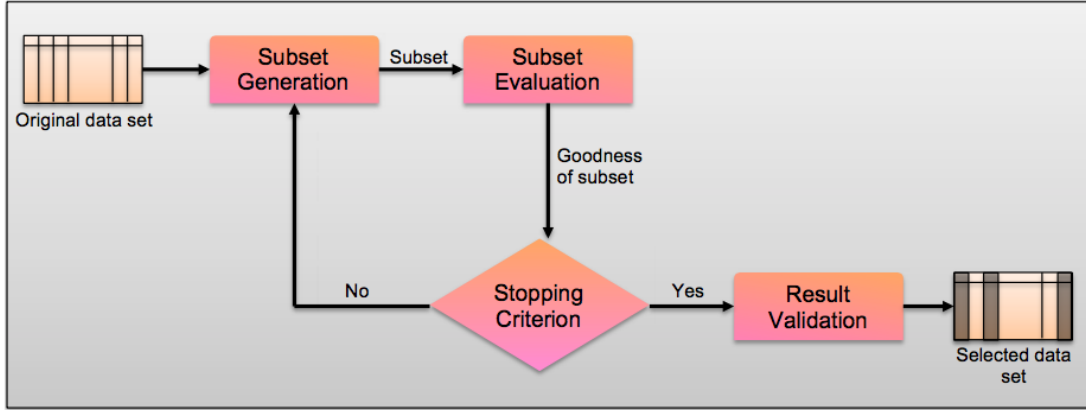 Subset
Generation
Subset
Subset
Evaluation
Original data set
Goodness
of subset
No
Stopping
Criterion
Yes
Result
Validation
Selected data
set